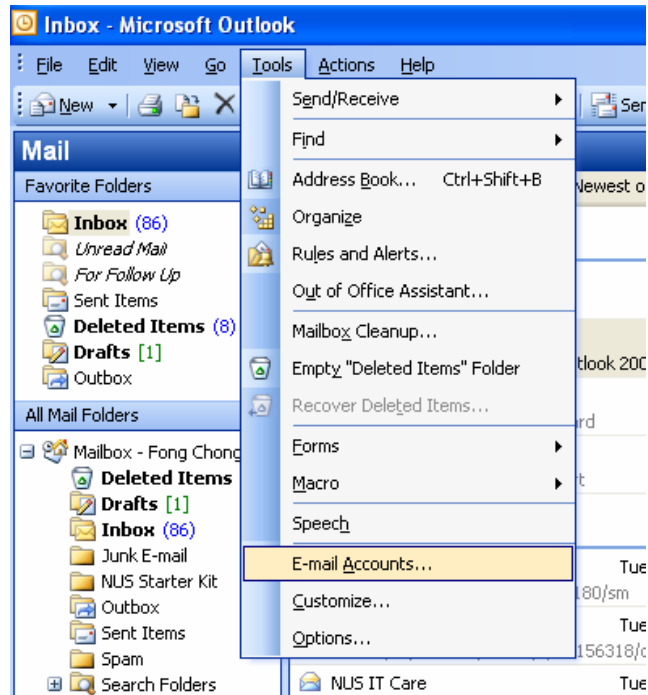 Inbox - Microsoft Outlook
File Edit View Go Tools Actions Help
New
Mail
Favorite Folders
Inbox (86)
Unread Mail
For Follow Up
Sent Items
Deleted Items (8)
Drafts [1]
Outbox
All Mail Folders
Mailbox - Fong Chong
Deleted Items
Drafts [1]
Inbox (86)
Junk E-mail
NUS Starter Kit
Outbox
Sent Items
Spam
Search Folders
Send/Receive
Find
Address Book... Ctrl+Shift+B
Organize
Rules and Alerts...
Out of Office Assistant...
Mailbox Cleanup...
Empty "Deleted Items" Folder
Recover Deleted Items...
Forms
Macro
Speech
E-mail Accounts...
Customize...
Options...
Newest o
Tue
180/sm
Tue
NUS IT Care Tue